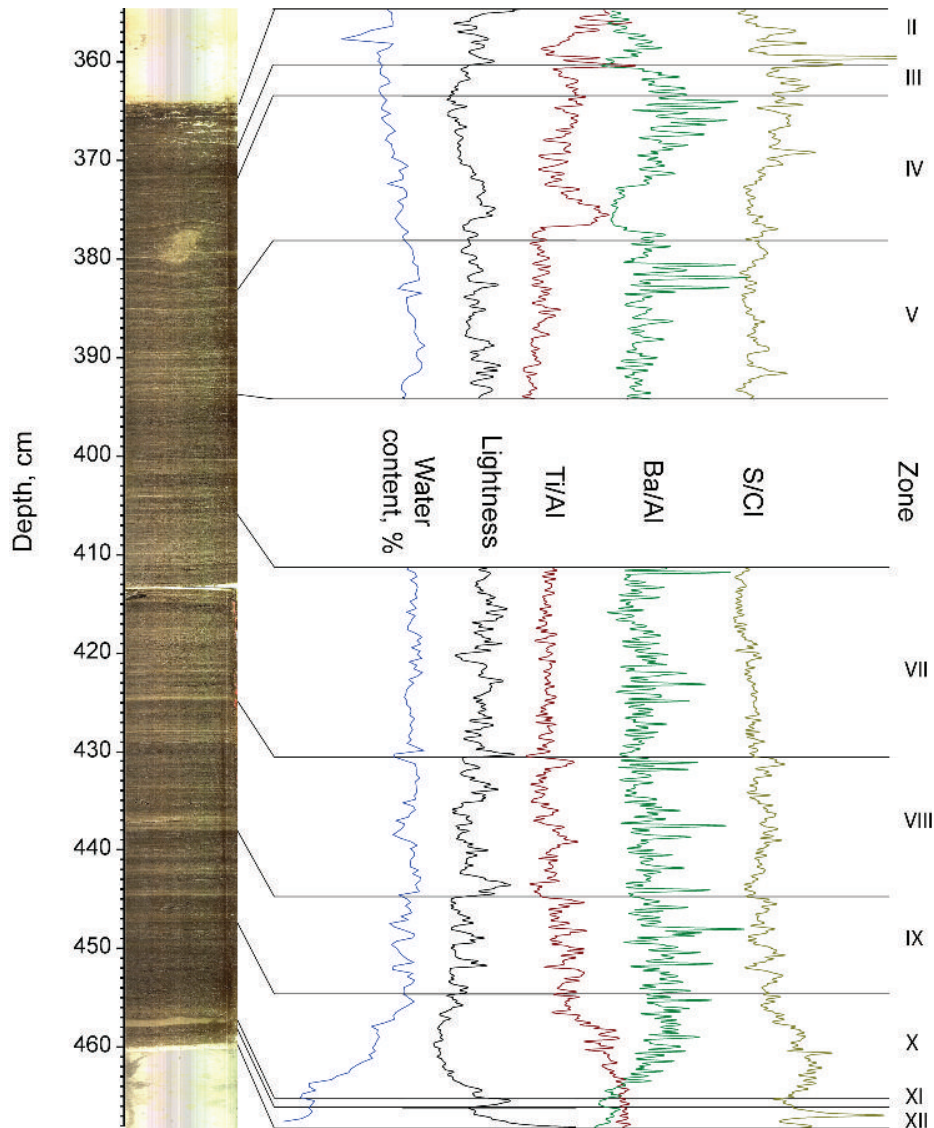 Depth, cm
360
370
380
390
400
410
420
430
440
450
460
Water
content, %
Lightness
Ti/Al
Ba/Al
S/Cl
Zone
II
III
IV
V
VII
VIII
IX
X
XI
XII